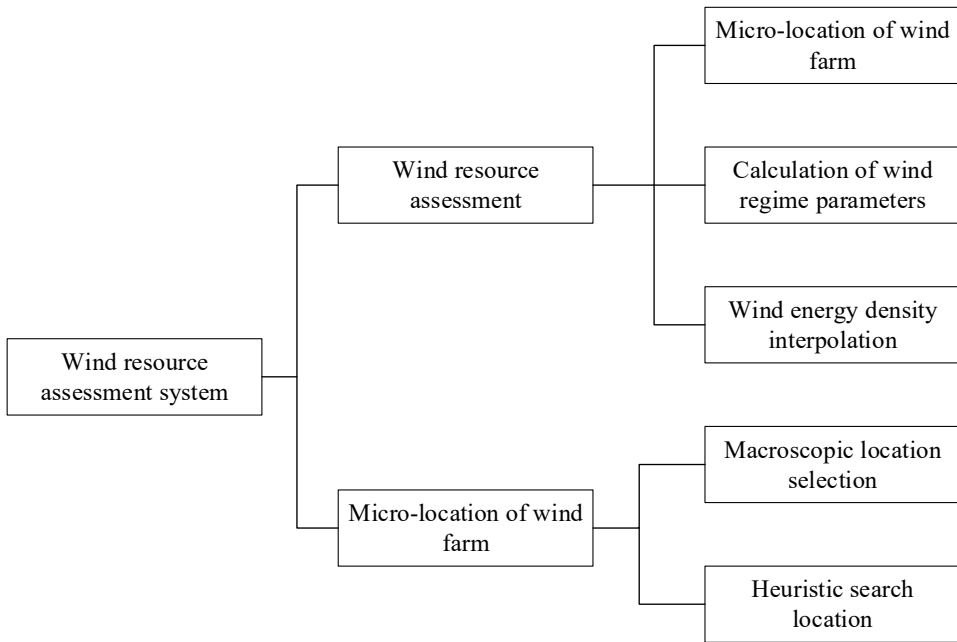 Micro-location of wind
farm
Wind resource
assessment
Calculation of wind
regime parameters
Wind energy density
interpolation
Wind resource
assessment system
Macroscopic location
selection
Micro-location of wind
farm
Heuristic search
location